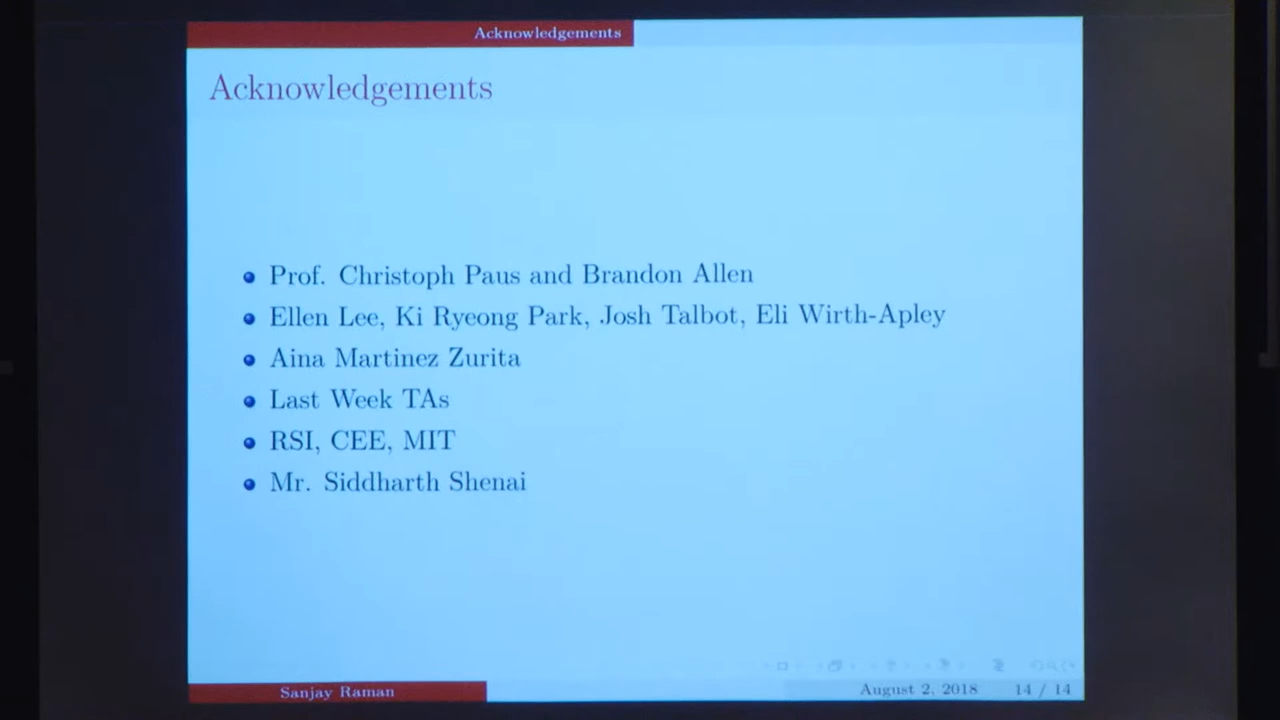 Acknowledgements
Acknowledgements
Prof. Christoph Paus and Brandon Allen
Ellen Lee, Ki Ryeong Park, Josh Talbot, Eli Wirth-Apley
Aina Martinez Zurita
Last Week TAs
RSI, CEE, MIT
Mr. Siddharth Shenai
Sanjay Raman
August 2, 2018 14 / 14